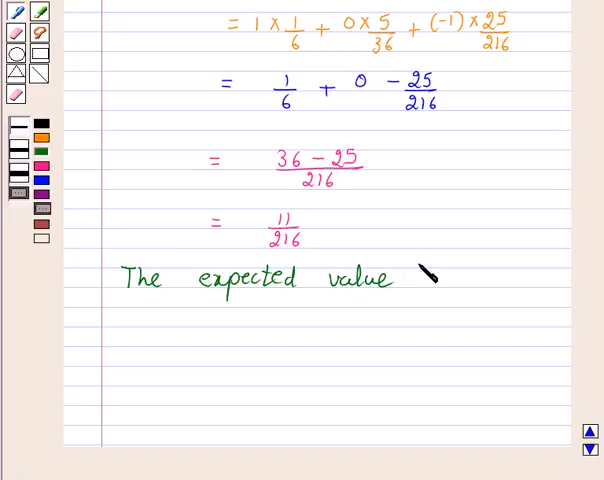 = 1 × 1/6 + 0 × 5/36 + (-1) × 25/216
= 1/6 + 0 - 25/216
= 36 - 25/216
= 11/216
The expected value